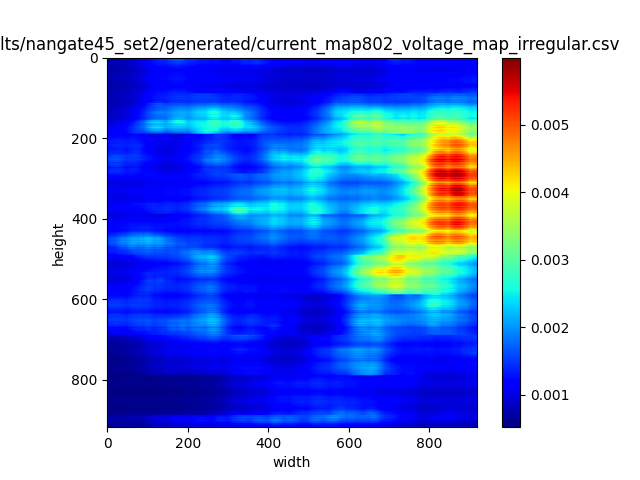 lts/nangate45_set2/generated/current_map802_voltage_map_irregular.csv
0
200
400
600
800
height
0 200 400 600 800
width
0.005
0.004
0.003
0.002
0.001